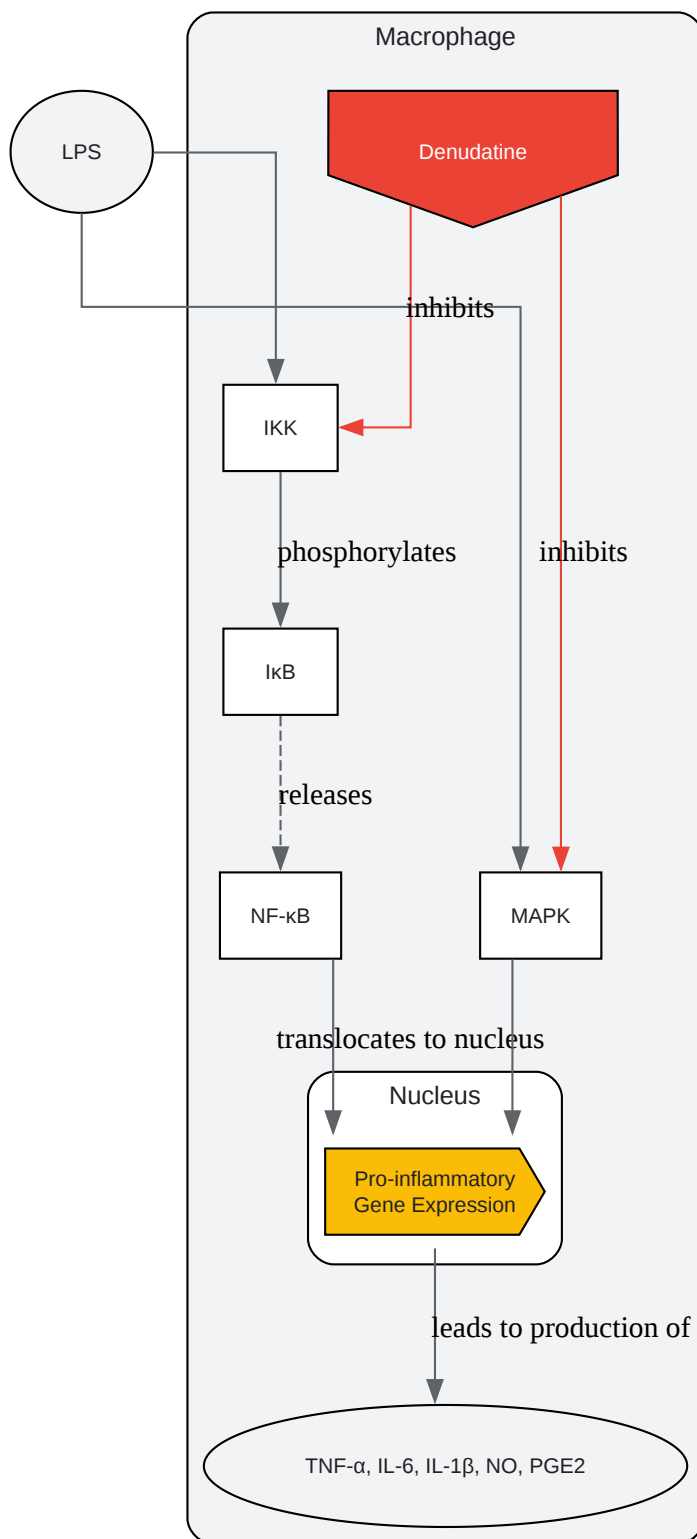 Macrophage
LPS
Denudatine
inhibits
IKK
phosphorylates
inhibits
IκB
releases
NF-κB
MAPK
translocates to nucleus
Nucleus
Pro-inflammatory
Gene Expression
leads to production of
TNF-α, IL-6, IL-1β, NO, PGE2